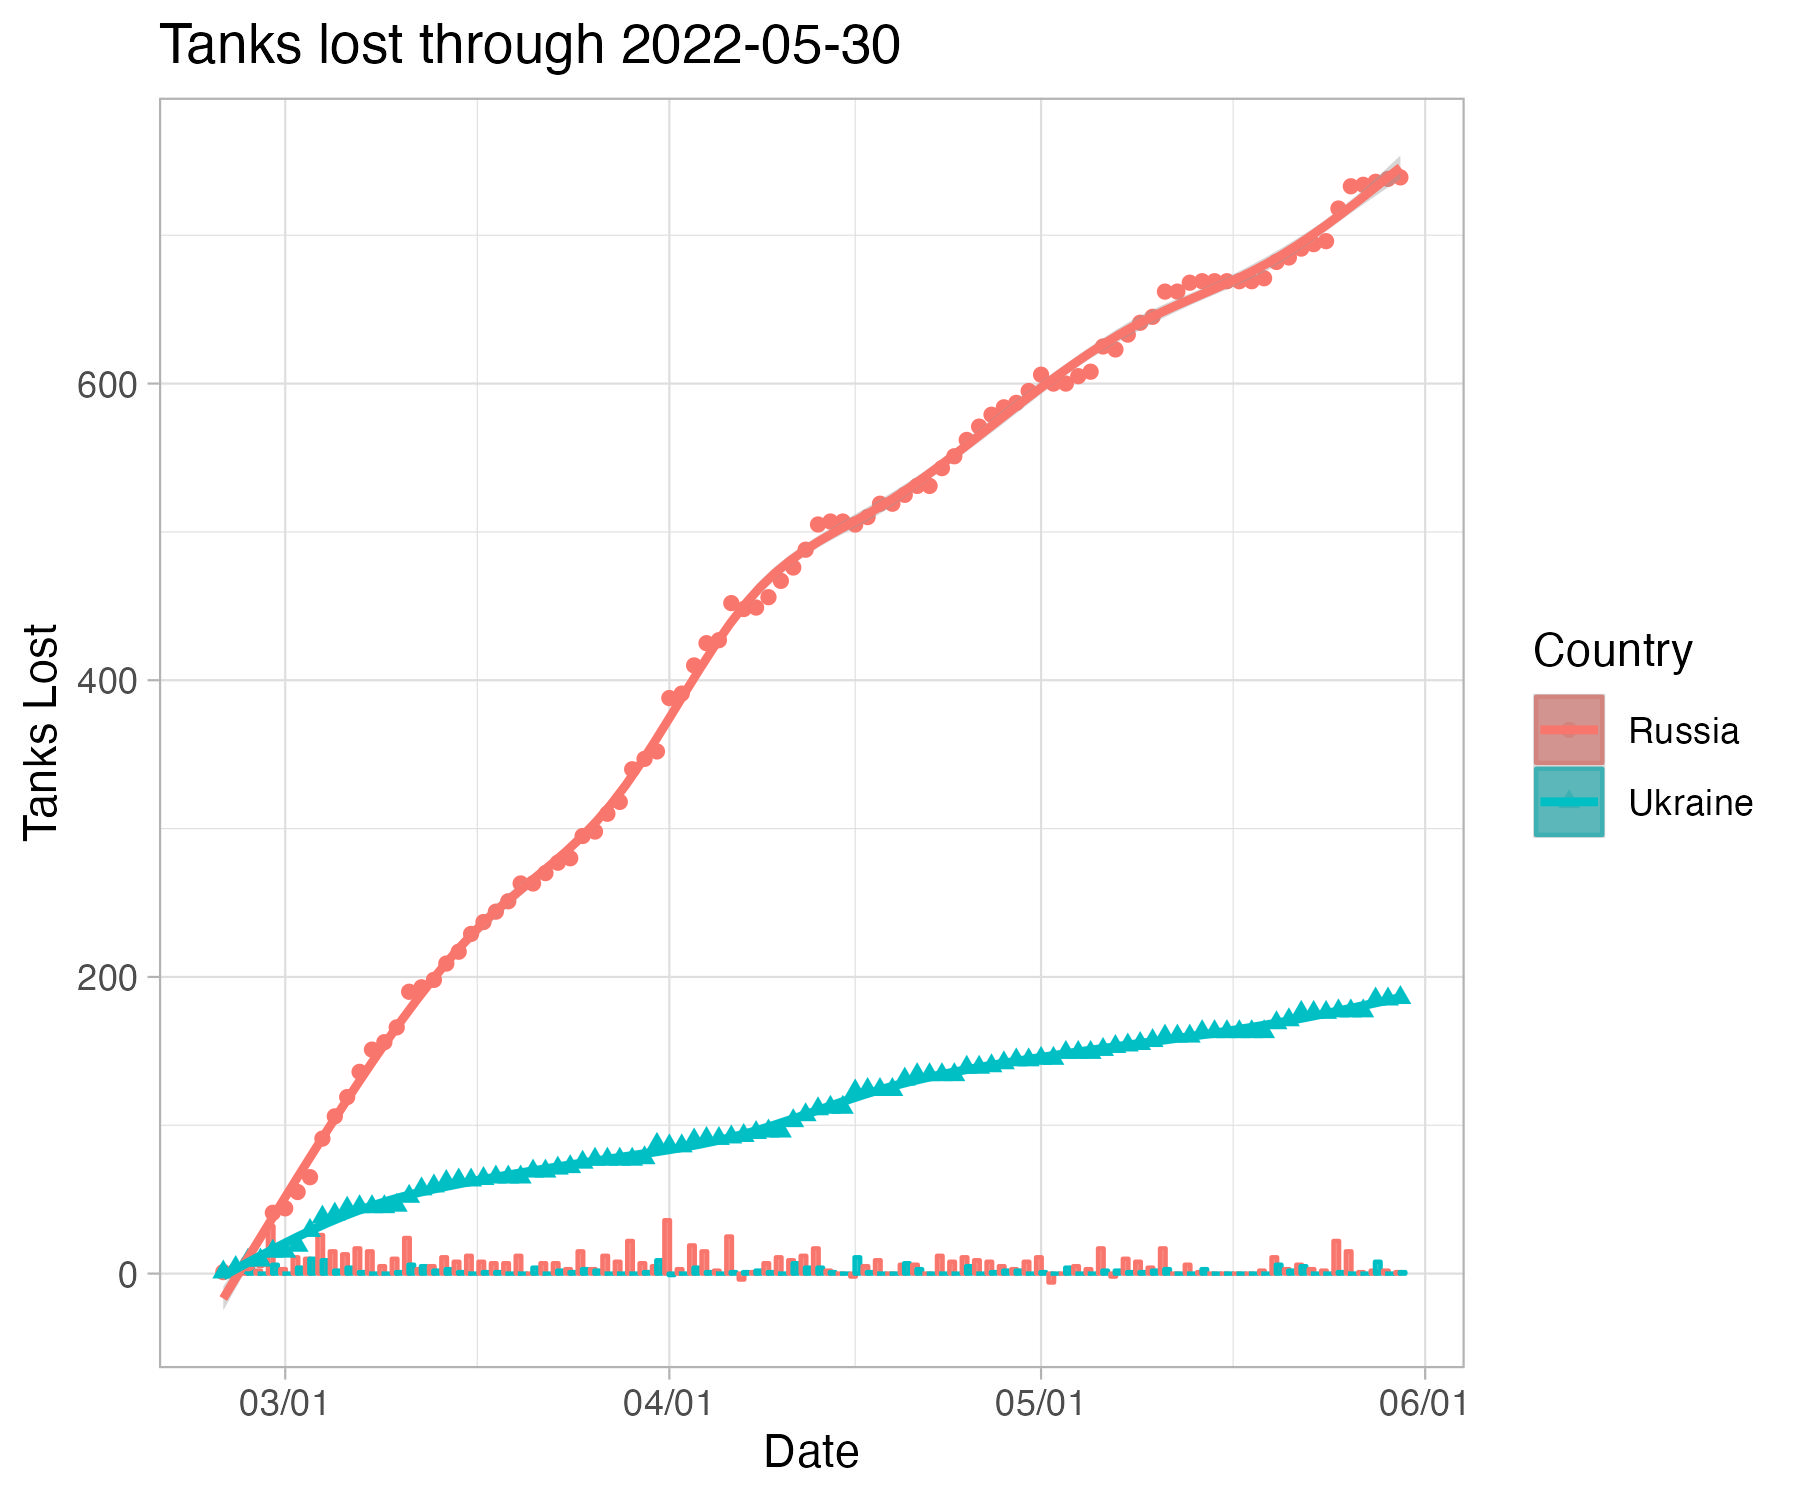 Tanks lost through 2022-05-30
Tanks Lost
600
400
200
0
03/01
04/01
05/01
06/01
Date
Country
Russia
Ukraine